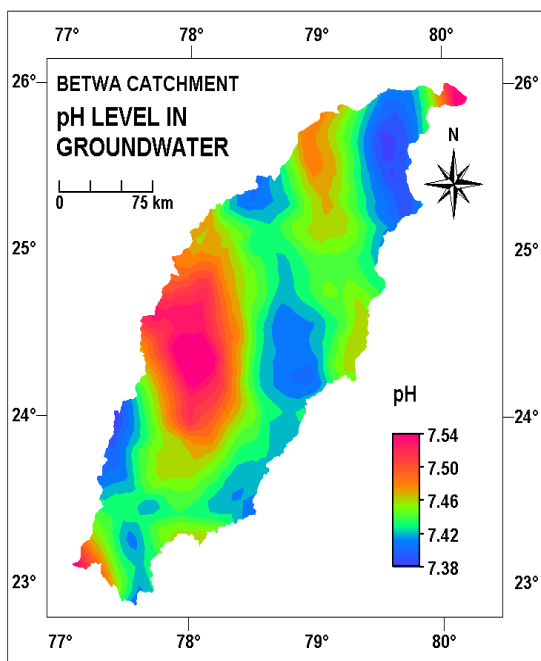 77° 78° 79° 80°
26° 26°
BETWA CATCHMENT
pH LEVEL IN
GROUNDWATER
N
0 75 km
25° 25°
24° 24°
pH
7.54
7.50
7.46
7.42
7.38
23° 23°
77° 78° 79° 80°